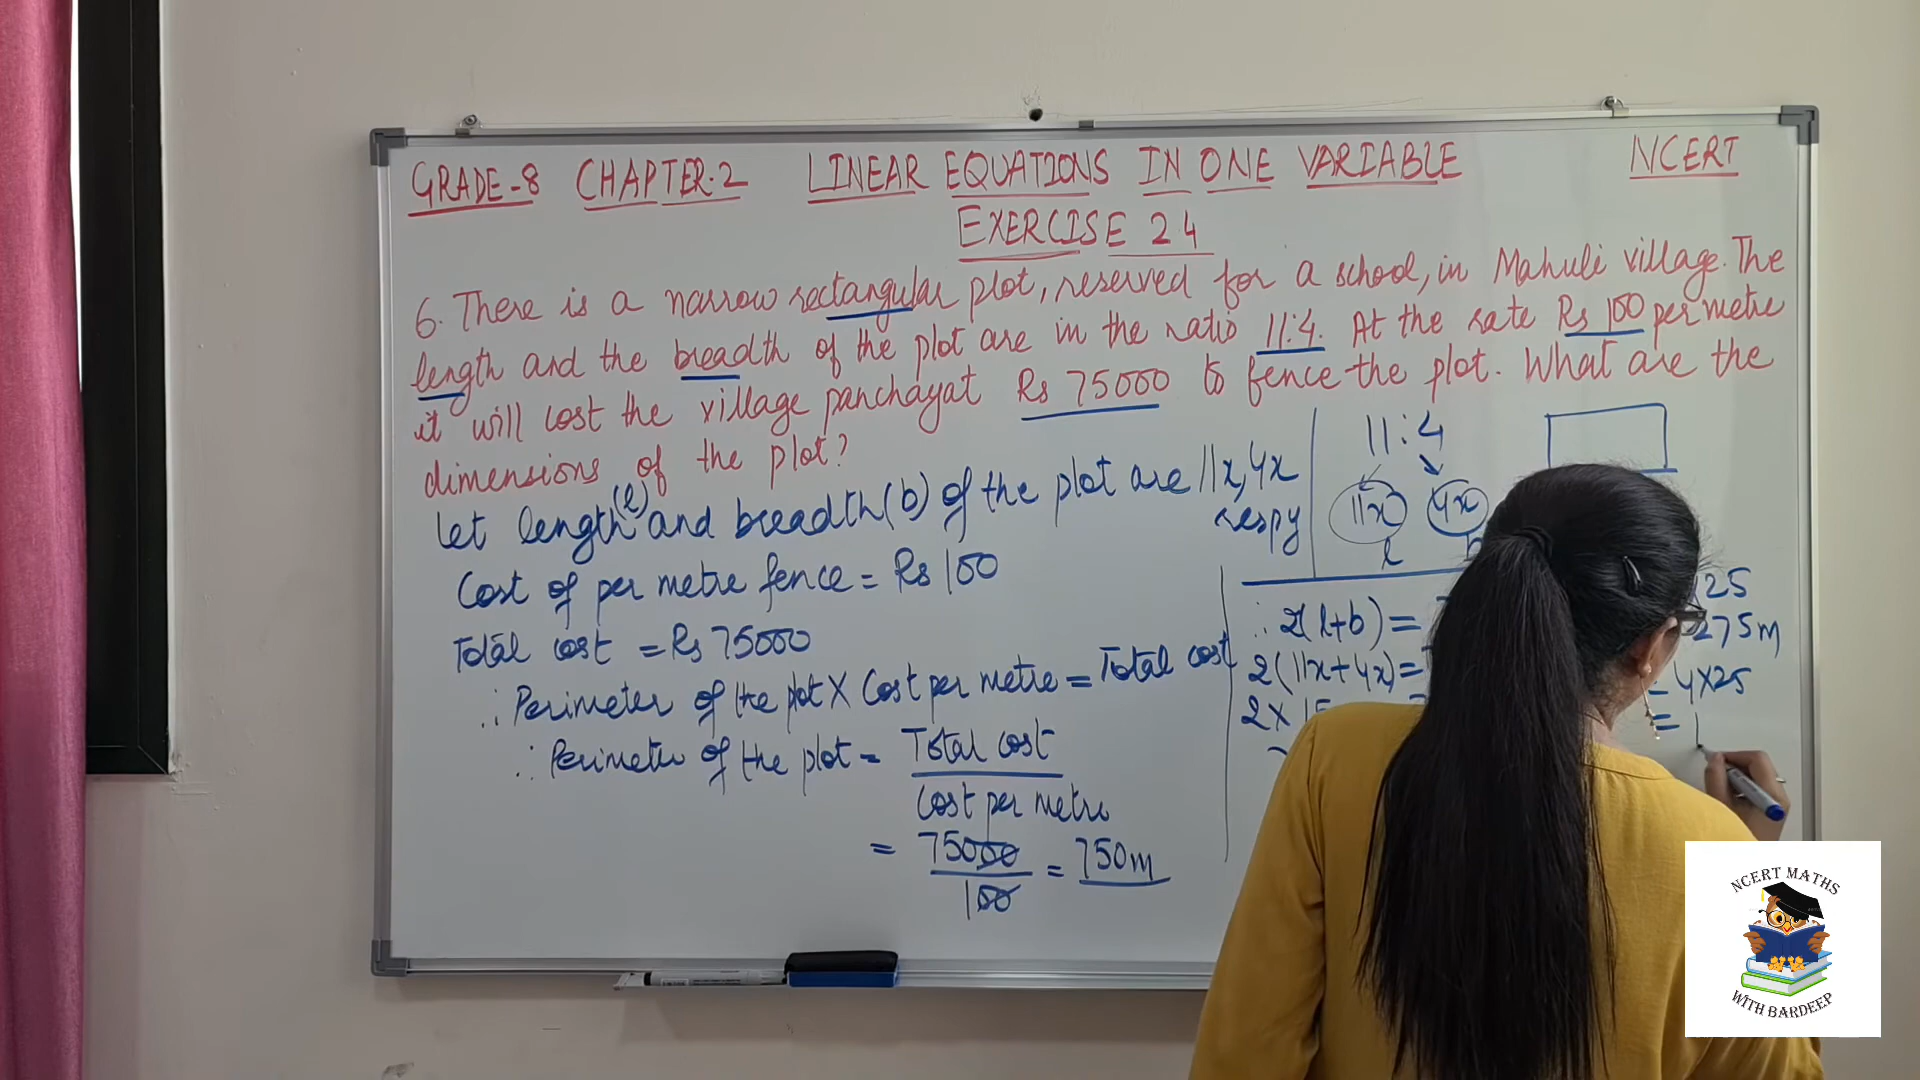 GRADE-8 CHAPTER.2 LINEAR EQUATIONS IN ONE VARIABLE NCERT
EXERCISE 2.4
6. There is a narrow rectangular plot, reserved for a school, in Mahuli village. The
length and the breadth of the plot are in the ratio 11:4. At the rate Rs 100 per metre
it will cost the village panchayat Rs 75000 to fence the plot. What are the
dimensions of the plot?
Let length (l) and breadth (b) of the plot are 11x, 4x
respy
Cost of per metre fence = Rs 100
Total cost = Rs 75000
∴ Perimeter of the plot X Cost per metre = Total cost
∴ Perimeter of the plot = Total cost
Cost per metre
= 75000
100
= 750m
11:4
11x 4x
l b
∴ 2(l+b) =
2(11x+4x) =
2 X 15
25
275m
= 4X25
= 1
NCERT MATHS
WITH BARDEEP